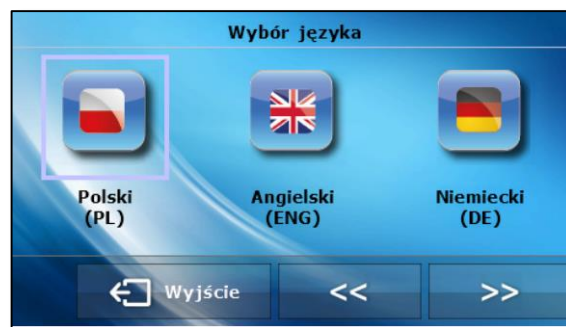 Wybór języka
Polski
(PL)
Angielski
(ENG)
Niemiecki
(DE)
Wyjście
<<
>>